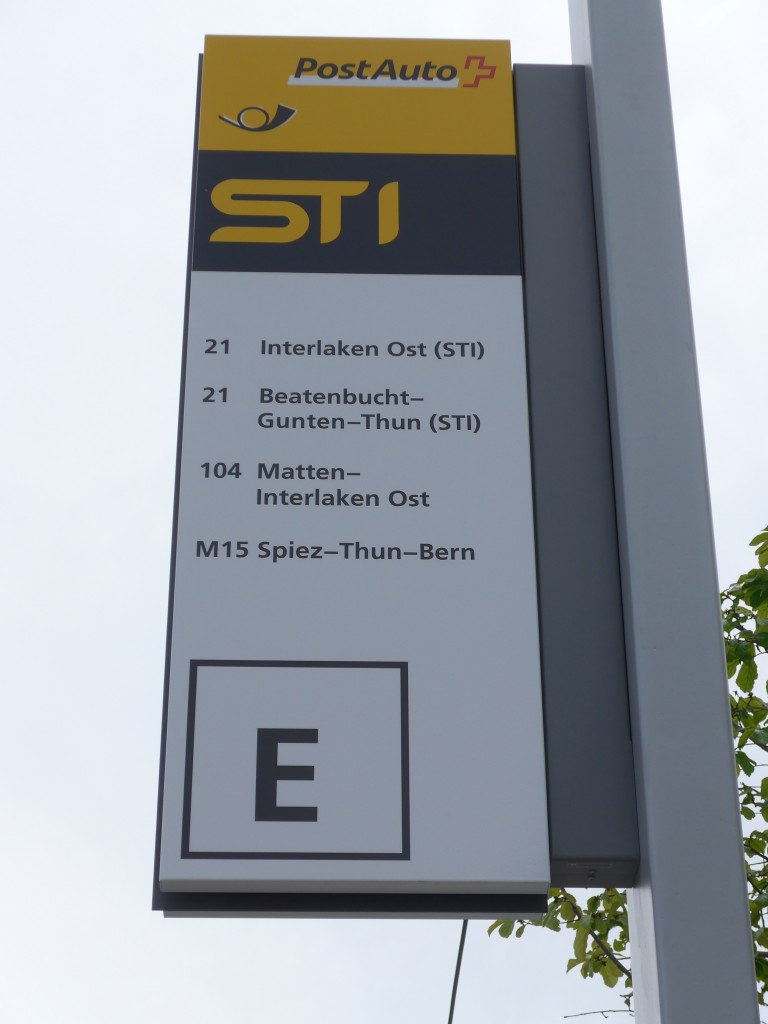 PostAuto
STI
21 Interlaken Ost (STI)
21 Beatenbucht–
Gunten–Thun (STI)
104 Matten–
Interlaken Ost
M15 Spiez–Thun–Bern
E